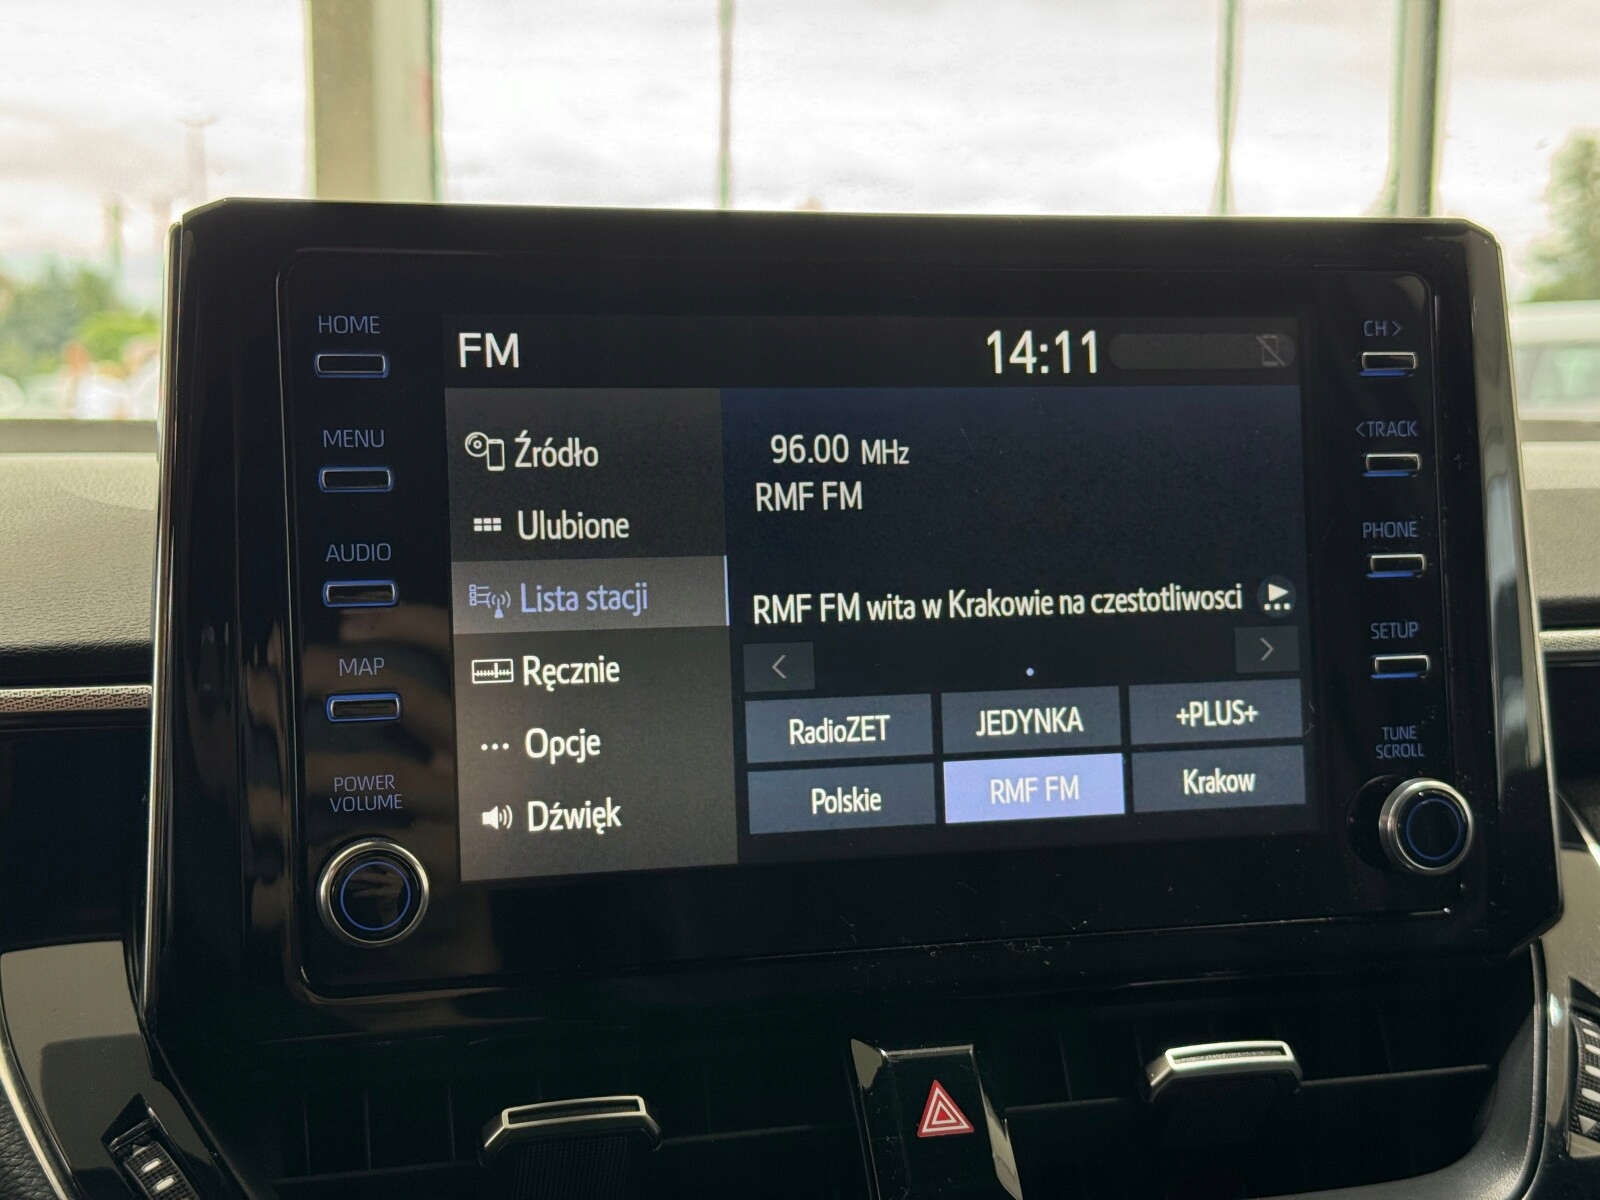 HOME
MENU
AUDIO
MAP
POWER
VOLUME
FM
14:11
Źródło
Ulubione
Lista stacji
Ręcznie
Opcje
Dźwięk
96.00 MHz
RMF FM
RMF FM wita w Krakowie na czestotliwosci
RadioZET
JEDYNKA
+PLUS+
Polskie
RMF FM
Krakow
CH >
<TRACK
PHONE
SETUP
TUNE
SCROLL